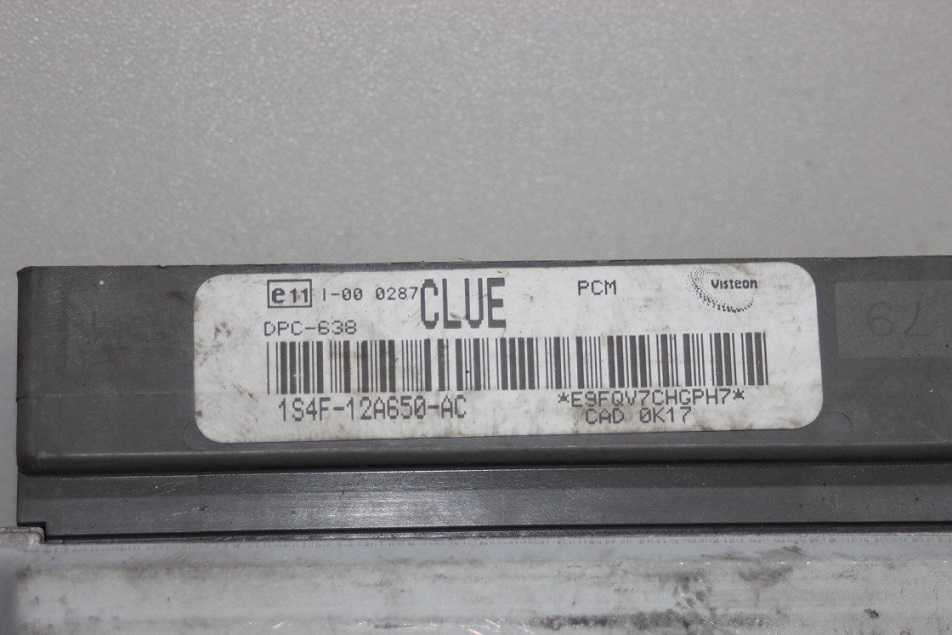 e11 I-00 0287 CLUE PCM Visteon
DPC-638
1S4F-12A650-AC *E9FQV7CHGPH7*
CAD 0K17